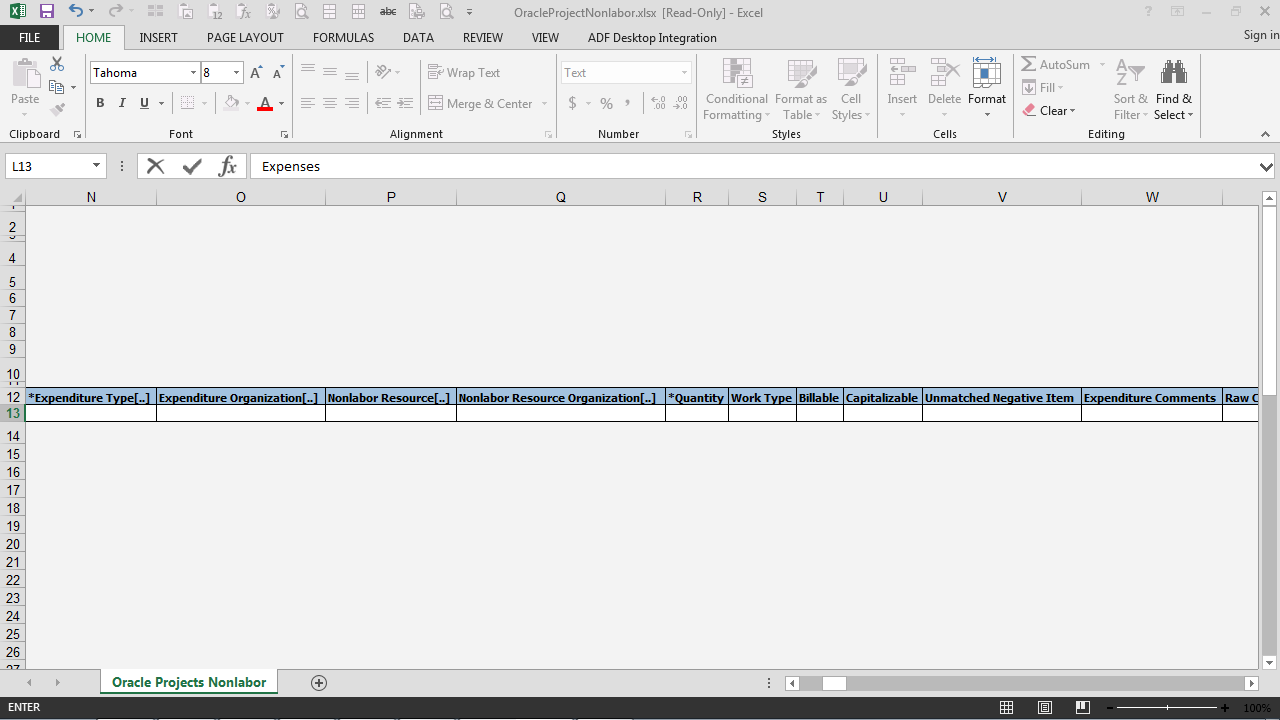 OracleProjectNonlabor.xlsx [Read-Only] - Excel
FILE HOME INSERT PAGE LAYOUT FORMULAS DATA REVIEW VIEW ADF Desktop Integration Sign in
Paste
Clipboard
Tahoma 8
B I U A
Font
Wrap Text
Merge & Center
Alignment
Text
$ %
Number
Conditional Formatting
Format as Table
Cell Styles
Styles
Insert Delete Format
Cells
AutoSum
Fill
Clear
Sort & Filter
Find & Select
Editing
L13 fx Expenses
N O P Q R S T U V W
2
4
5
6
7
8
9
10
12 *Expenditure Type[..] Expenditure Organization[..] Nonlabor Resource[..] Nonlabor Resource Organization[..] *Quantity Work Type Billable Capitalizable Unmatched Negative Item Expenditure Comments Raw C
13
14
15
16
17
18
19
20
21
22
23
24
25
26
27
Oracle Projects Nonlabor
ENTER 100%